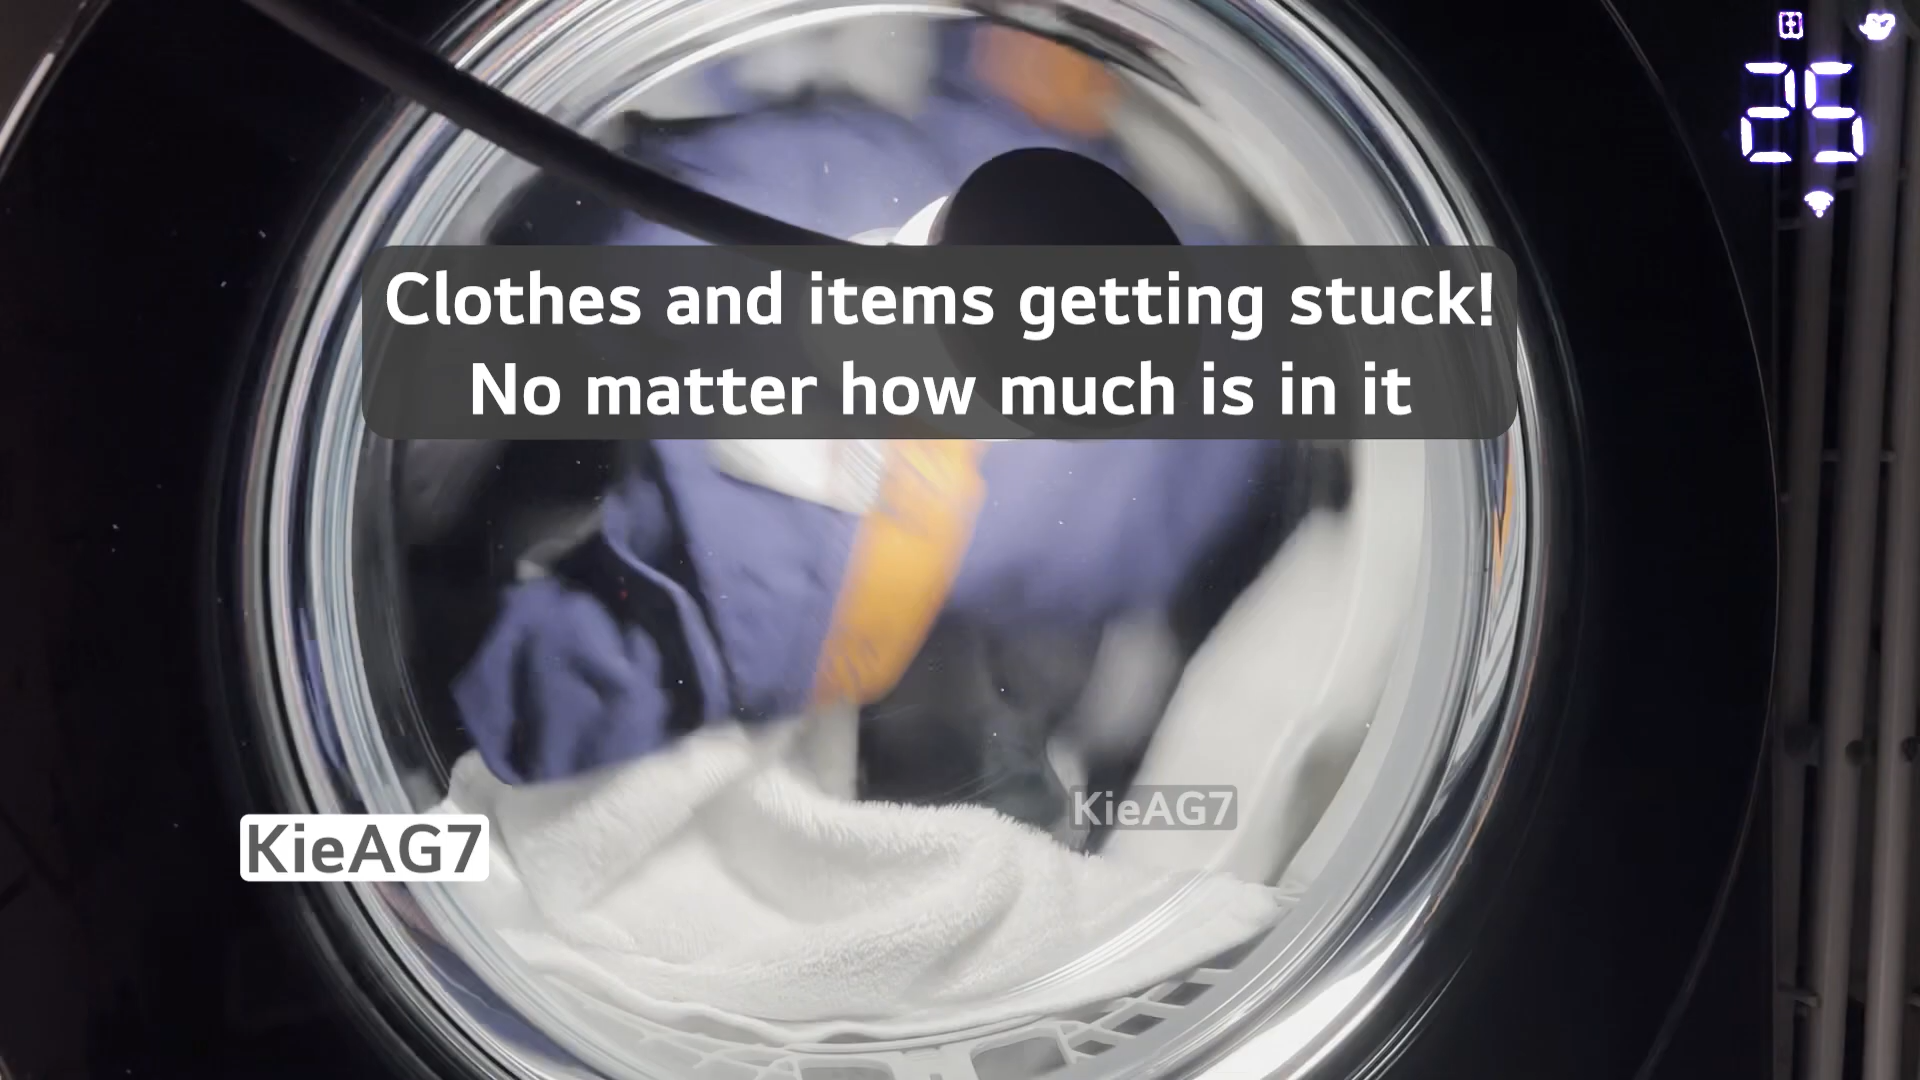 25
Clothes and items getting stuck!
No matter how much is in it
KieAG7
KieAG7